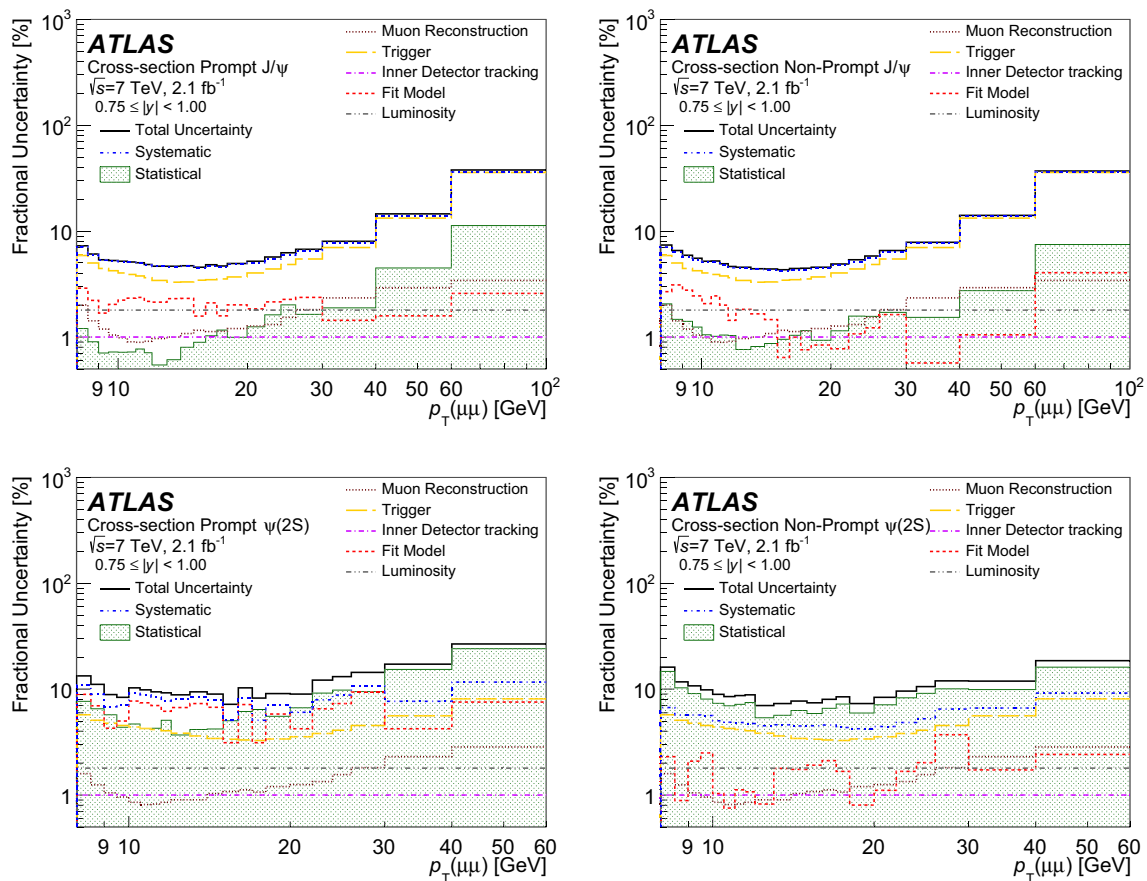 Fractional Uncertainty [%]
10³
10²
10
1
ATLAS
Cross-section Prompt J/ψ
√s=7 TeV, 2.1 fb⁻¹
0.75 ≤ |y| < 1.00
Total Uncertainty
Systematic
Statistical
Muon Reconstruction
Trigger
Inner Detector tracking
Fit Model
Luminosity
9 10 20 30 40 50 60 10²
p_T(μμ) [GeV]
Fractional Uncertainty [%]
10³
10²
10
1
ATLAS
Cross-section Non-Prompt J/ψ
√s=7 TeV, 2.1 fb⁻¹
0.75 ≤ |y| < 1.00
Total Uncertainty
Systematic
Statistical
Muon Reconstruction
Trigger
Inner Detector tracking
Fit Model
Luminosity
9 10 20 30 40 50 60 10²
p_T(μμ) [GeV]
Fractional Uncertainty [%]
10³
10²
10
1
ATLAS
Cross-section Prompt ψ(2S)
√s=7 TeV, 2.1 fb⁻¹
0.75 ≤ |y| < 1.00
Total Uncertainty
Systematic
Statistical
Muon Reconstruction
Trigger
Inner Detector tracking
Fit Model
Luminosity
9 10 20 30 40 50 60
p_T(μμ) [GeV]
Fractional Uncertainty [%]
10³
10²
10
1
ATLAS
Cross-section Non-Prompt ψ(2S)
√s=7 TeV, 2.1 fb⁻¹
0.75 ≤ |y| < 1.00
Total Uncertainty
Systematic
Statistical
Muon Reconstruction
Trigger
Inner Detector tracking
Fit Model
Luminosity
9 10 20 30 40 50 60
p_T(μμ) [GeV]